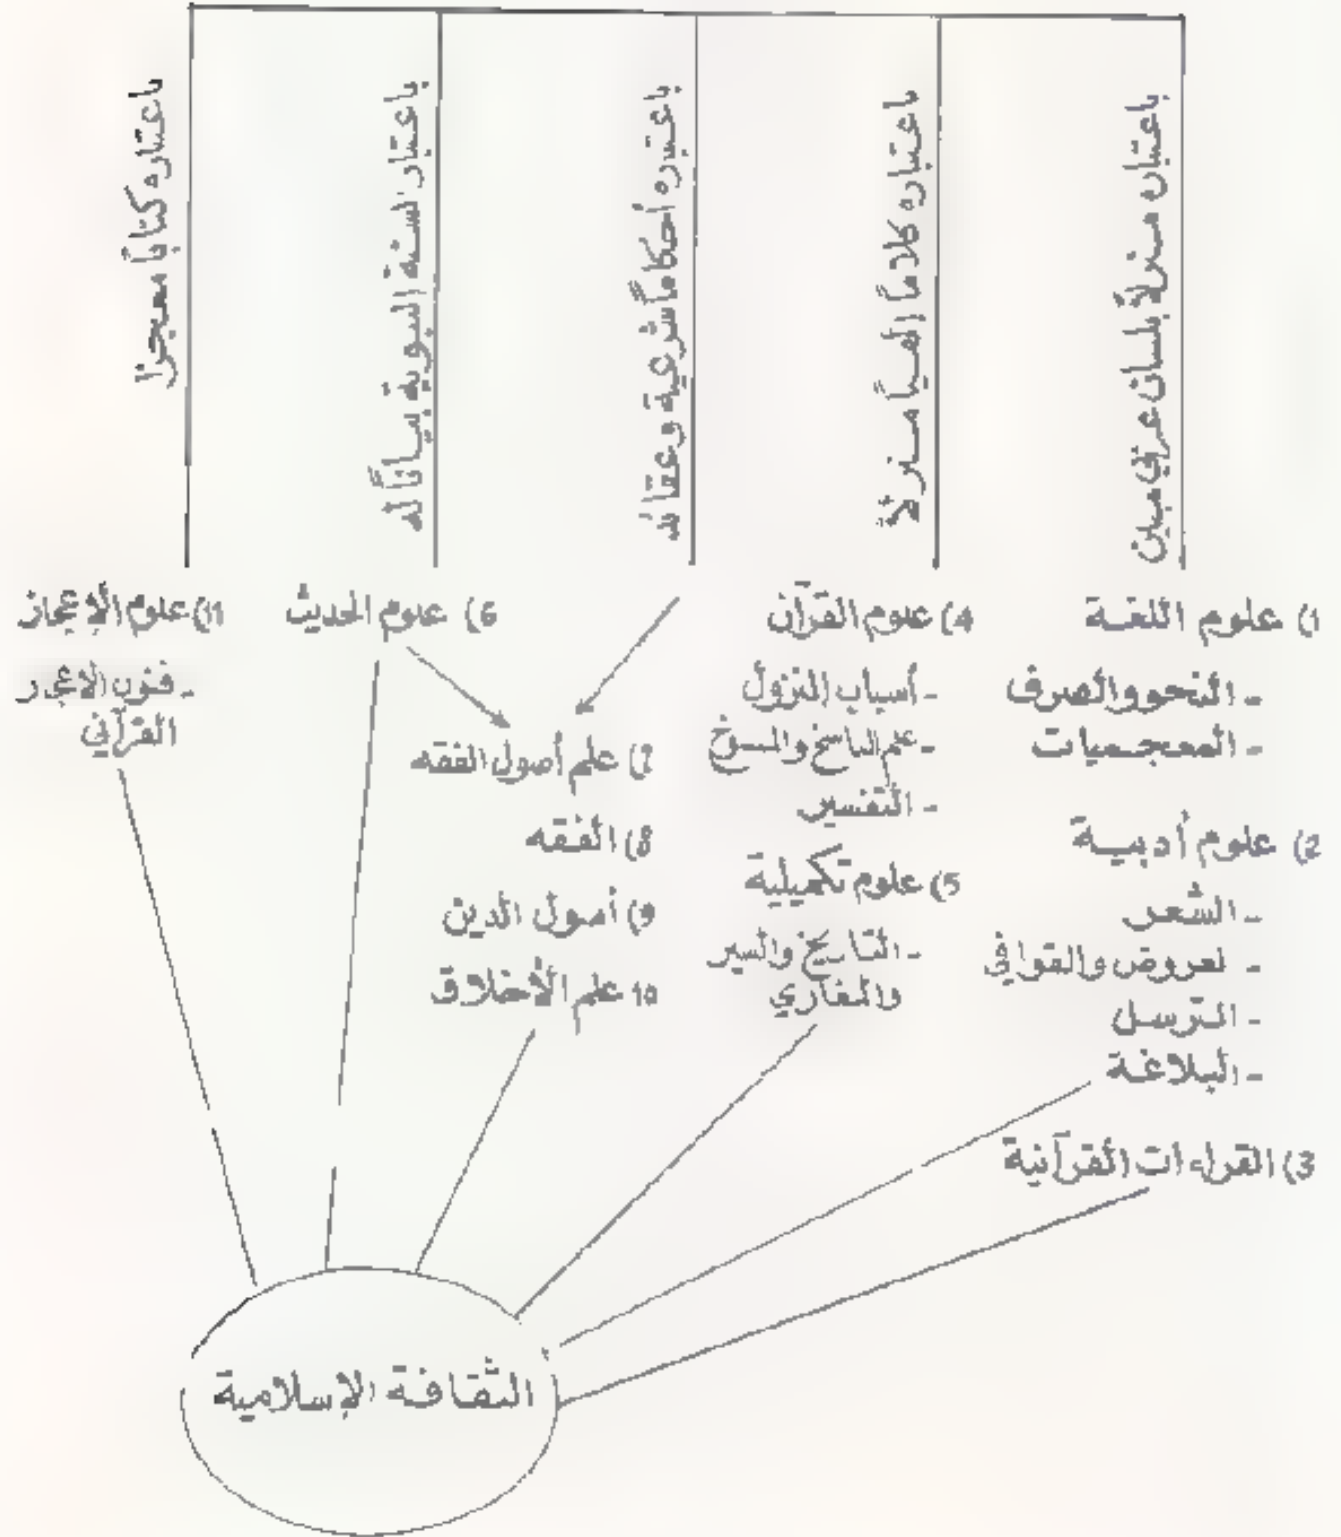 باعتباره منزلاً بلسان عربي مبين
باعتباره كلاماً إلهياً منزلاً
باعتباره أحكاماً شرعية وعقائد
باعتبار السنة النبوية بياناً له
باعتباره كتاباً معجزا
1) علوم اللغة
- النحو والصرف
- المعجميات
2) علوم أدبية
- الشعر
- لعروض والقوافي
- الترسل
- البلاغة
3) القراءات القرآنية
4) علوم القرآن
- أسباب النزول
- علم الناسخ والمنسوخ
- التفسير
5) علوم تكميلية
- التاريخ والسير
والمغازي
6) علوم الحديث
7) علم أصول الفقه
8) الفقه
9) أصول الدين
10 علم الأخلاق
11) علوم الإعجاز
- فنون الإعجاز
القرآني
الثقافة الإسلامية